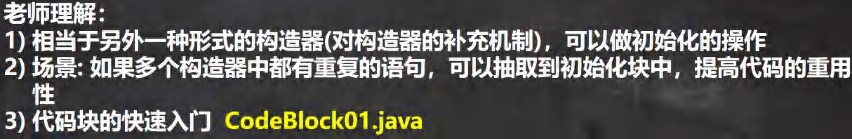 老师理解：
1) 相当于另外一种形式的构造器(对构造器的补充机制)，可以做初始化的操作
2) 场景: 如果多个构造器中都有重复的语句，可以抽取到初始化块中，提高代码的重用
性
3) 代码块的快速入门 CodeBlock01.java